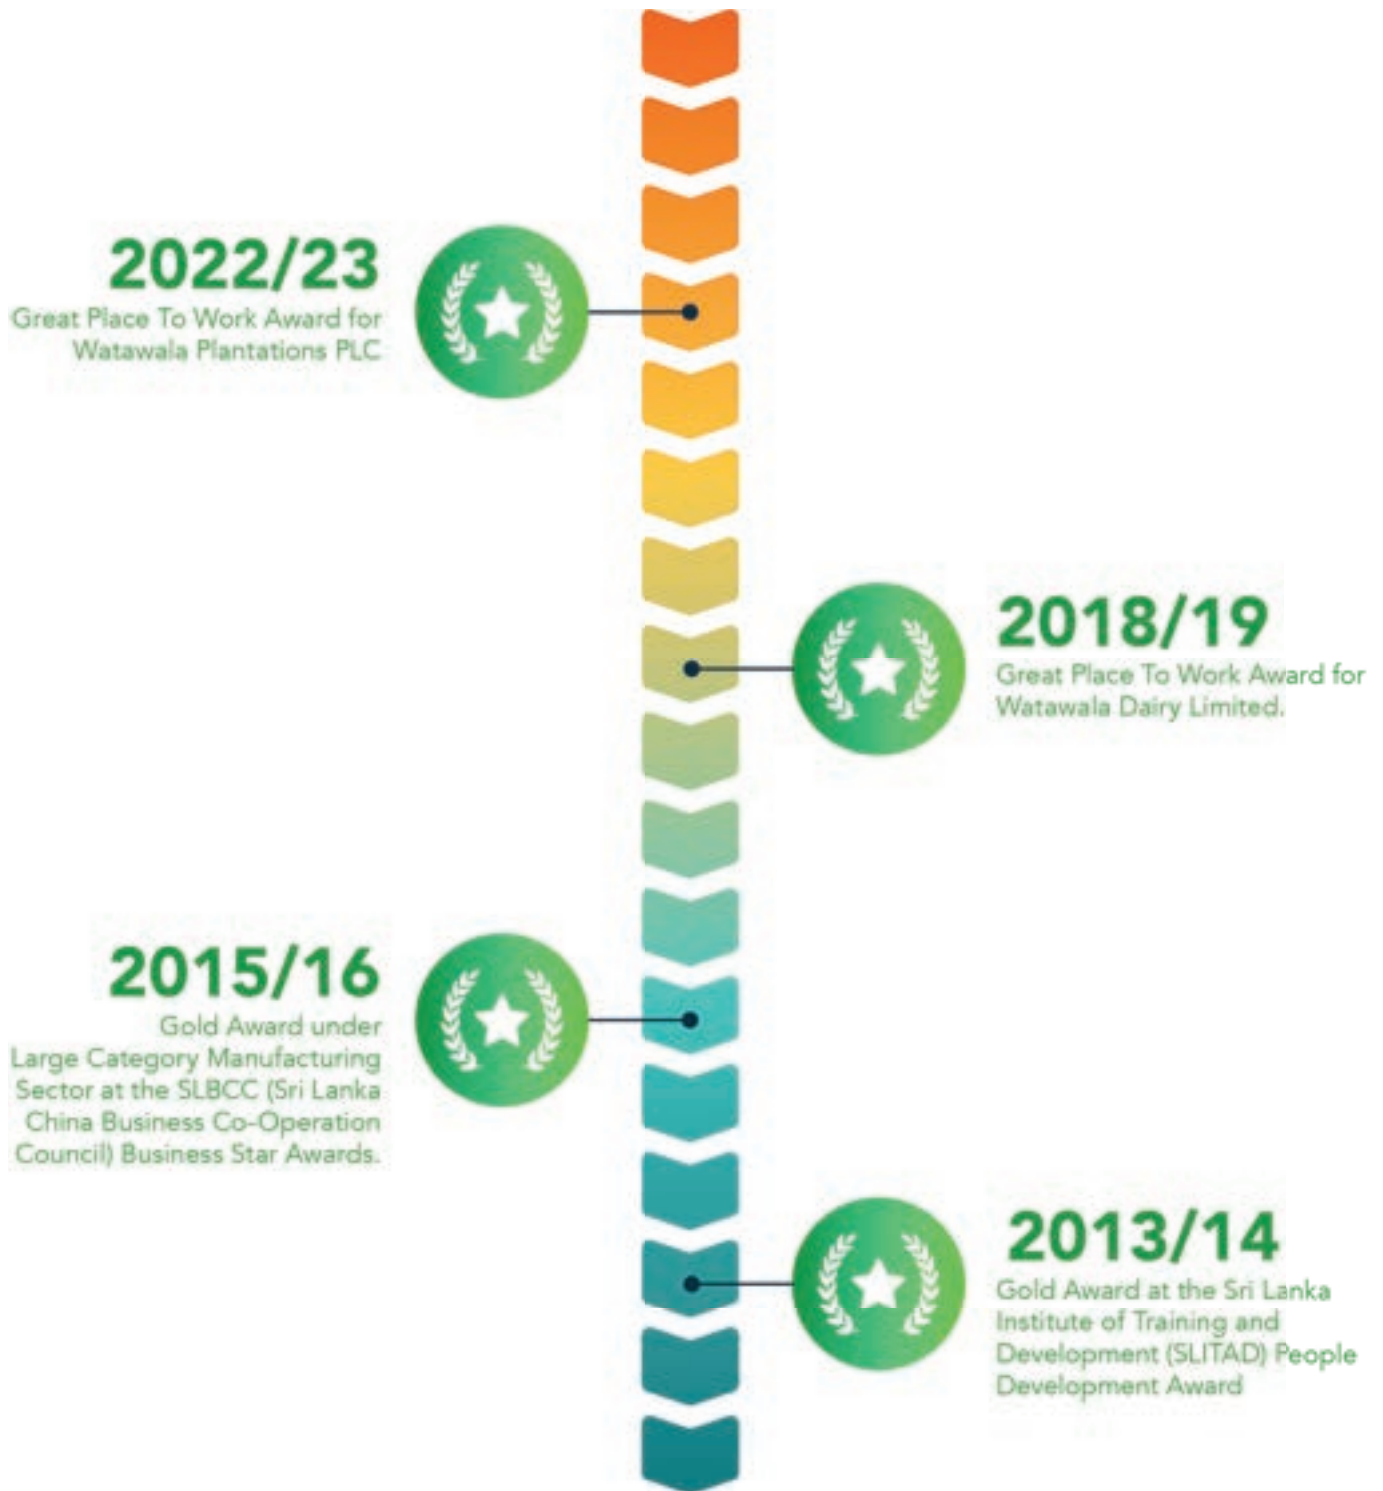 2022/23
Great Place To Work Award for
Watawala Plantations PLC
2018/19
Great Place To Work Award for
Watawala Dairy Limited.
2015/16
Gold Award under
Large Category Manufacturing
Sector at the SLBCC (Sri Lanka
China Business Co-Operation
Council) Business Star Awards.
2013/14
Gold Award at the Sri Lanka
Institute of Training and
Development (SLITAD) People
Development Award